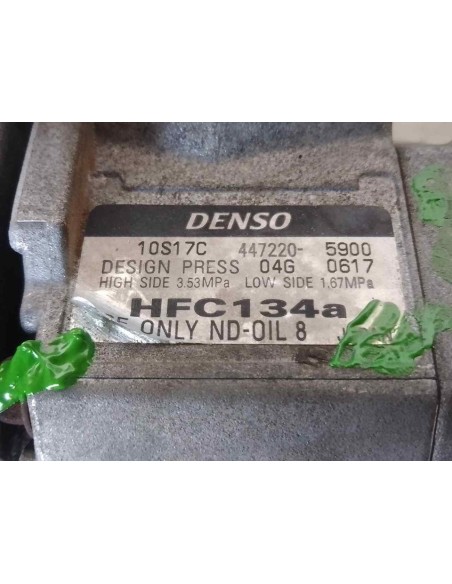 DENSO
10S17C 447220- 5900
DESIGN PRESS 04G 0617
HIGH SIDE 3.53MPa LOW SIDE 1.67MPa
HFC134a
ONLY ND-OIL 8